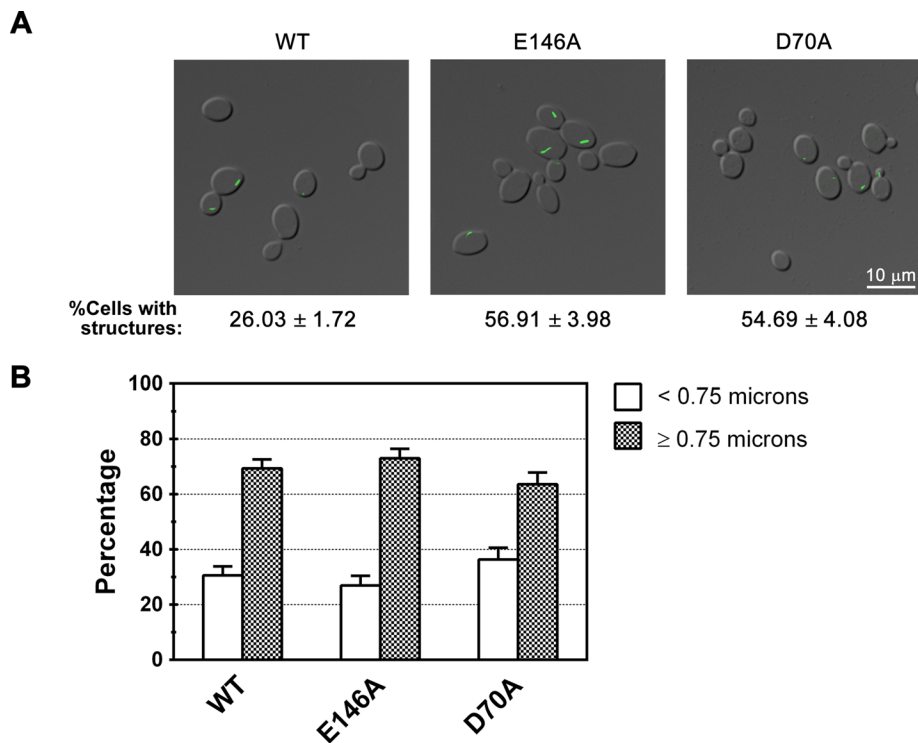 A
WT
E146A
D70A
10 μm
%Cells with
structures:
26.03 ± 1.72
56.91 ± 3.98
54.69 ± 4.08
B
100
80
60
40
20
0
Percentage
< 0.75 microns
≥ 0.75 microns
WT
E146A
D70A